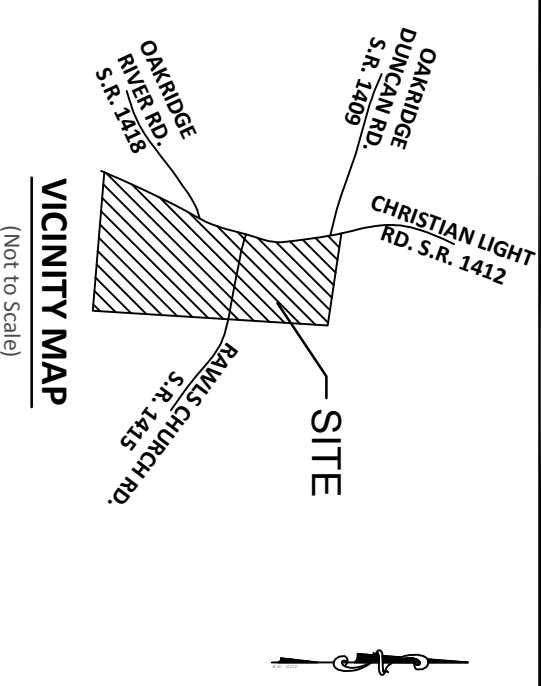 OAKRIDGE
DUNCAN RD.
S.R. 1409
CHRISTIAN LIGHT
RD. S.R. 1412
OAKRIDGE
RIVER RD.
S.R. 1418
RAWLS CHURCH RD.
S.R. 1415
SITE
VICINITY MAP
(Not to Scale)